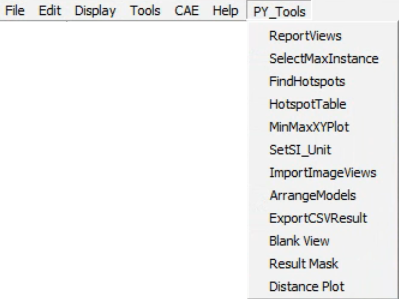 File Edit Display Tools CAE Help PY_Tools
ReportViews
SelectMaxInstance
FindHotspots
HotspotTable
MinMaxXYPlot
SetSI_Unit
ImportImageViews
ArrangeModels
ExportCSVResult
Blank View
Result Mask
Distance Plot